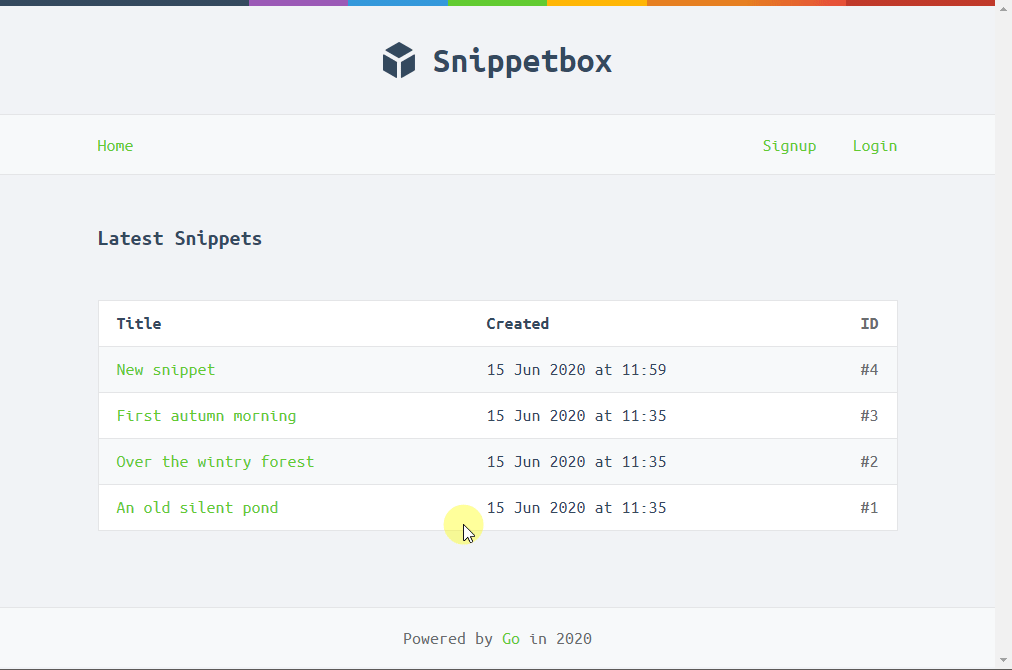 Snippetbox
Home Signup Login
Latest Snippets
Title Created ID
New snippet 15 Jun 2020 at 11:59 #4
First autumn morning 15 Jun 2020 at 11:35 #3
Over the wintry forest 15 Jun 2020 at 11:35 #2
An old silent pond 15 Jun 2020 at 11:35 #1
Powered by Go in 2020